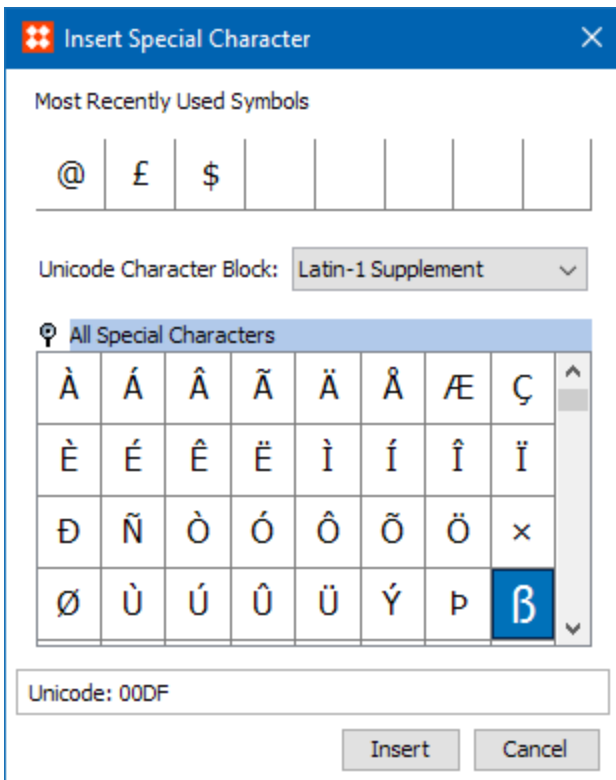 Insert Special Character
Most Recently Used Symbols
@ £ $
Unicode Character Block: Latin-1 Supplement
All Special Characters
À Á Â Ã Ä Å Æ Ç
È É Ê Ë Ì Í Î Ï
Ð Ñ Ò Ó Ô Õ Ö ×
Ø Ù Ú Û Ü Ý Þ ß
Unicode: 00DF
Insert Cancel